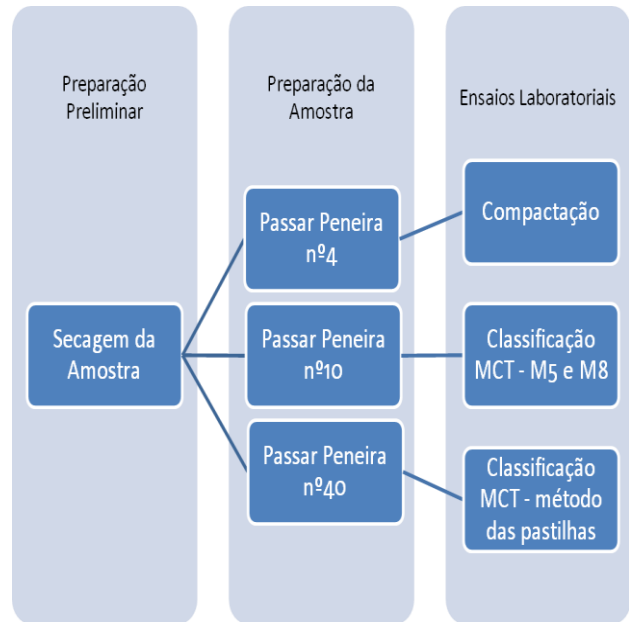 Preparação
Preliminar
Preparação da
Amostra
Ensaios Laboratoriais
Secagem da
Amostra
Passar Peneira
nº4
Passar Peneira
nº10
Passar Peneira
nº40
Compactação
Classificação
MCT - M5 e M8
Classificação
MCT - método
das pastilhas